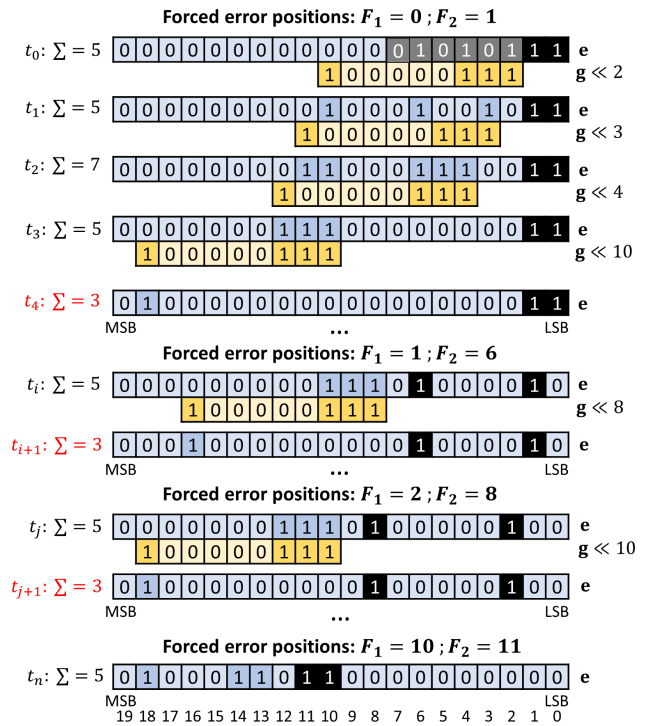 Forced error positions: F₁ = 0 ; F₂ = 1
t₀: ∑ = 5 0 0 0 0 0 0 0 0 0 0 0 0 0 1 0 1 0 1 1 1 e
1 0 0 0 0 0 1 1 1 g ≪ 2
t₁: ∑ = 5 0 0 0 0 0 0 0 0 0 1 0 0 0 1 0 0 1 0 1 1 e
1 0 0 0 0 0 1 1 1 g ≪ 3
t₂: ∑ = 7 0 0 0 0 0 0 0 0 1 1 0 0 0 1 1 1 0 0 1 1 e
1 0 0 0 0 0 1 1 1 g ≪ 4
t₃: ∑ = 5 0 0 0 0 0 0 0 1 1 1 0 0 0 0 0 0 0 0 1 1 e
1 0 0 0 0 0 1 1 1 g ≪ 10
t₄: ∑ = 3 0 1 0 0 0 0 0 0 0 0 0 0 0 0 0 0 0 0 1 1 e
MSB ... LSB
Forced error positions: F₁ = 1 ; F₂ = 6
tᵢ: ∑ = 5 0 0 0 0 0 0 0 0 0 1 1 1 0 1 0 0 0 0 1 0 e
1 0 0 0 0 0 1 1 1 g ≪ 8
tᵢ₊₁: ∑ = 3 0 0 0 1 0 0 0 0 0 0 0 0 0 1 0 0 0 0 1 0 e
MSB ... LSB
Forced error positions: F₁ = 2 ; F₂ = 8
tⱼ: ∑ = 5 0 0 0 0 0 0 0 1 1 1 0 1 0 0 0 0 0 1 0 0 e
1 0 0 0 0 0 1 1 1 g ≪ 10
tⱼ₊₁: ∑ = 3 0 1 0 0 0 0 0 0 0 0 0 1 0 0 0 0 0 1 0 0 e
MSB ... LSB
Forced error positions: F₁ = 10 ; F₂ = 11
tₙ: ∑ = 5 0 1 0 0 0 1 1 0 1 1 0 0 0 0 0 0 0 0 0 0 e
MSB LSB
19 18 17 16 15 14 13 12 11 10 9 8 7 6 5 4 3 2 1 0